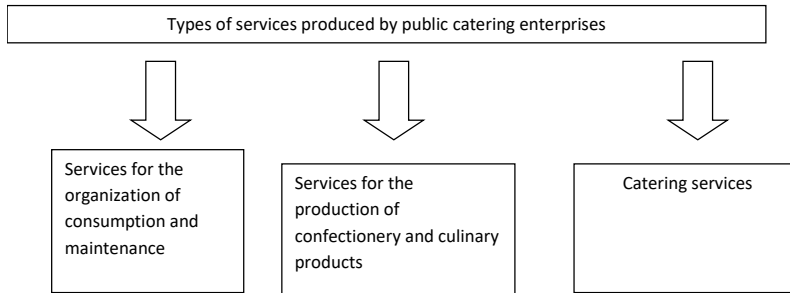 Types of services produced by public catering enterprises
Services for the
organization of
consumption and
maintenance
Services for the
production of
confectionery and culinary
products
Catering services